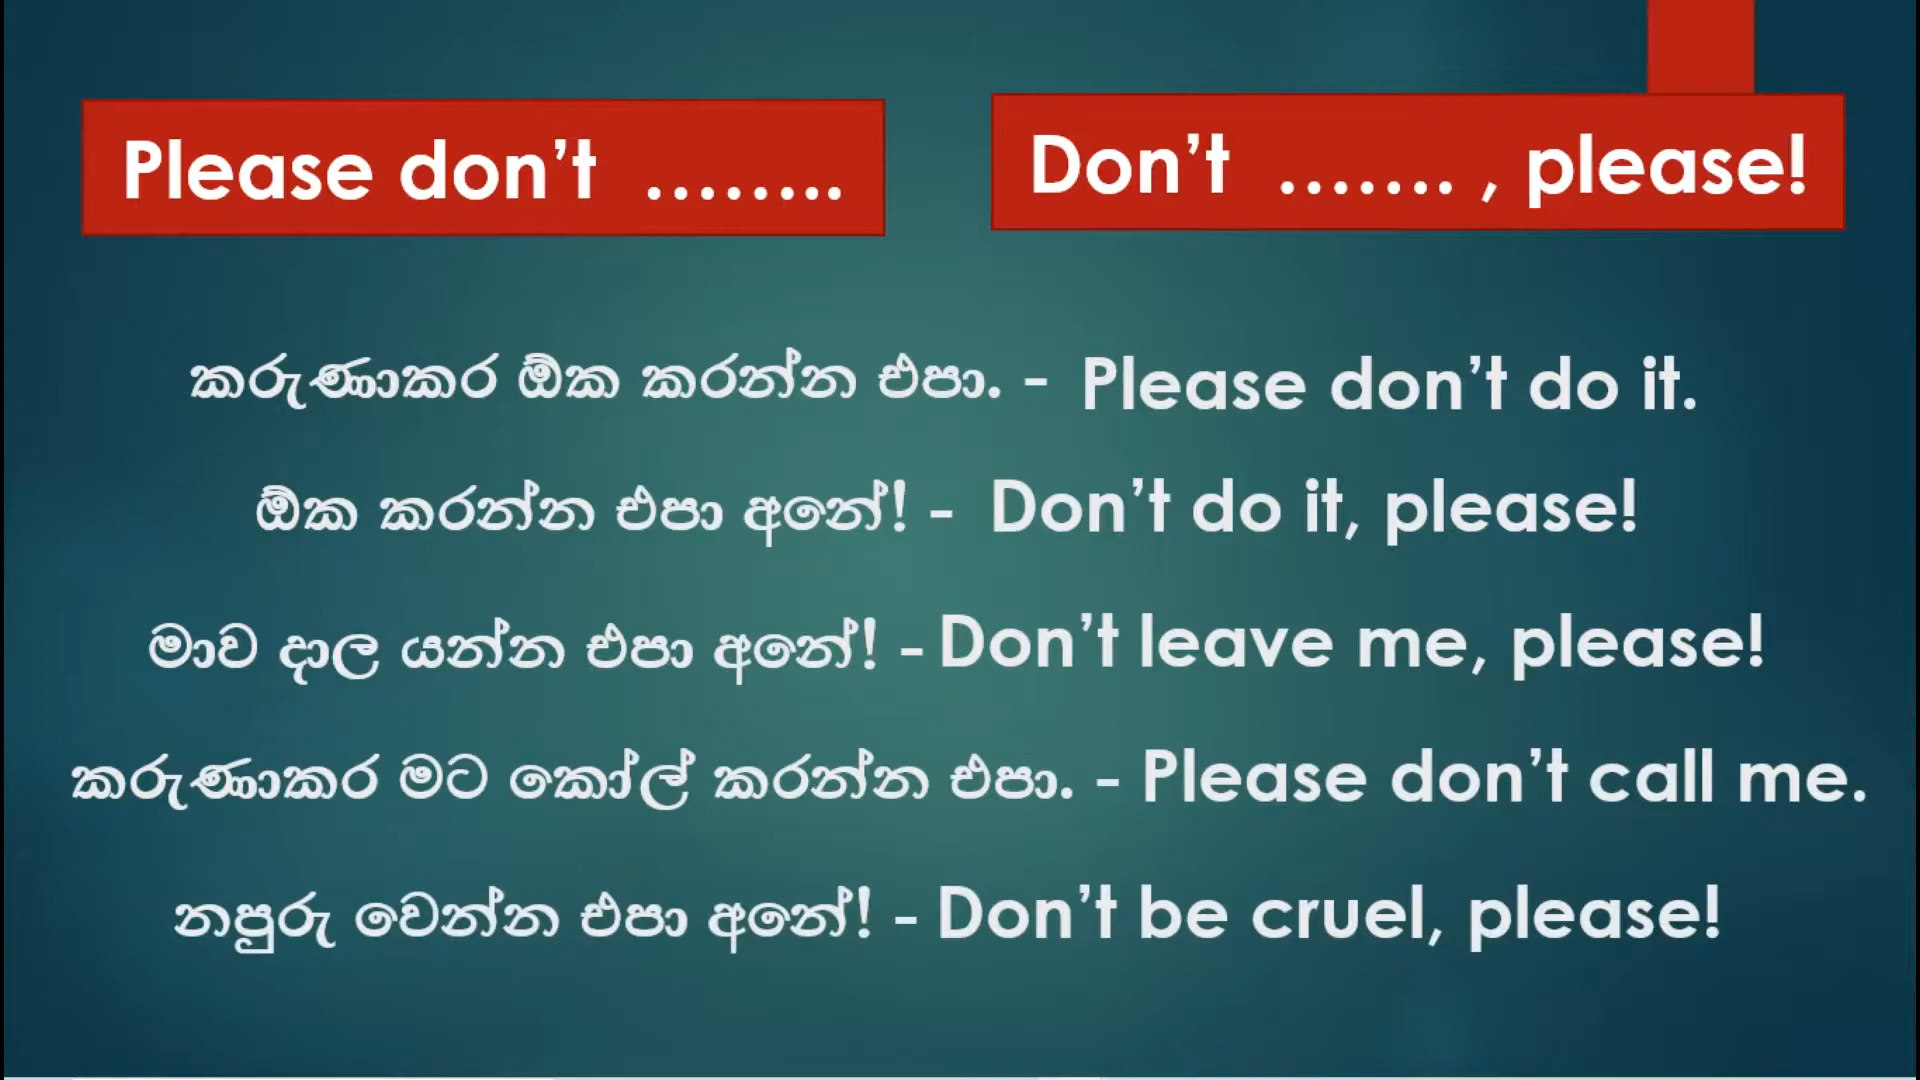 Please don’t ........
Don’t ....... , please!
කරුණාකර ඕක කරන්න එපා. - Please don’t do it.
ඕක කරන්න එපා අනේ! - Don’t do it, please!
මාව දාල යන්න එපා අනේ! - Don’t leave me, please!
කරුණාකර මට කෝල් කරන්න එපා. - Please don’t call me.
නපුරු වෙන්න එපා අනේ! - Don’t be cruel, please!